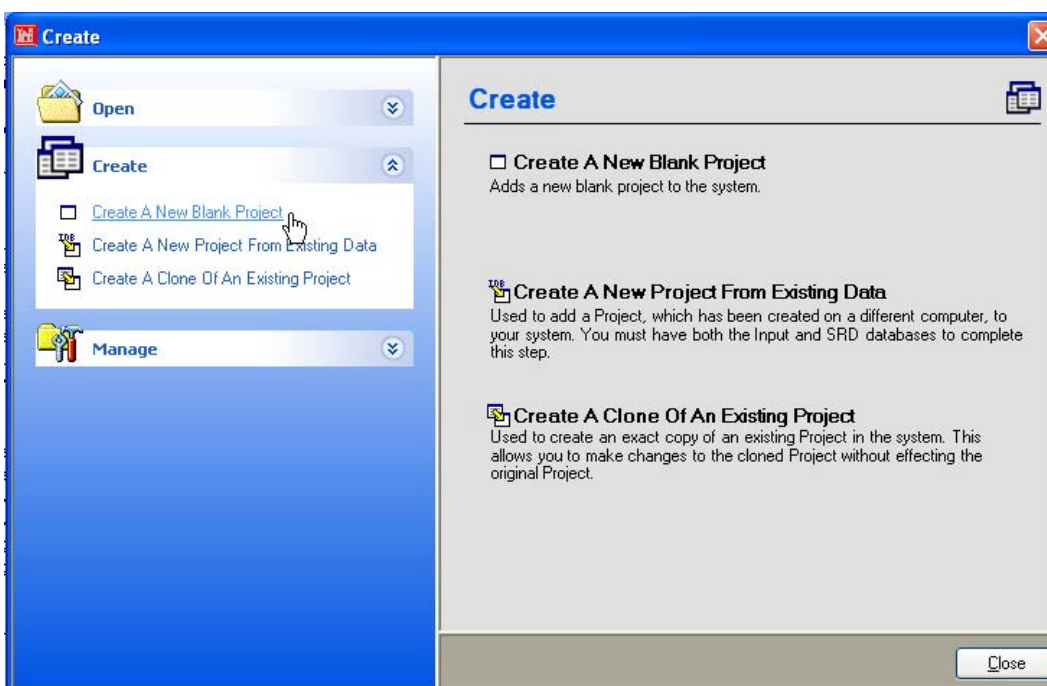 Create
Open
Create
Create A New Blank Project
Create A New Project From Existing Data
Create A Clone Of An Existing Project
Manage
Create
Create A New Blank Project
Adds a new blank project to the system.
Create A New Project From Existing Data
Used to add a Project, which has been created on a different computer, to
your system. You must have both the Input and SRD databases to complete
this step.
Create A Clone Of An Existing Project
Used to create an exact copy of an existing Project in the system. This
allows you to make changes to the cloned Project without effecting the
original Project.
Close